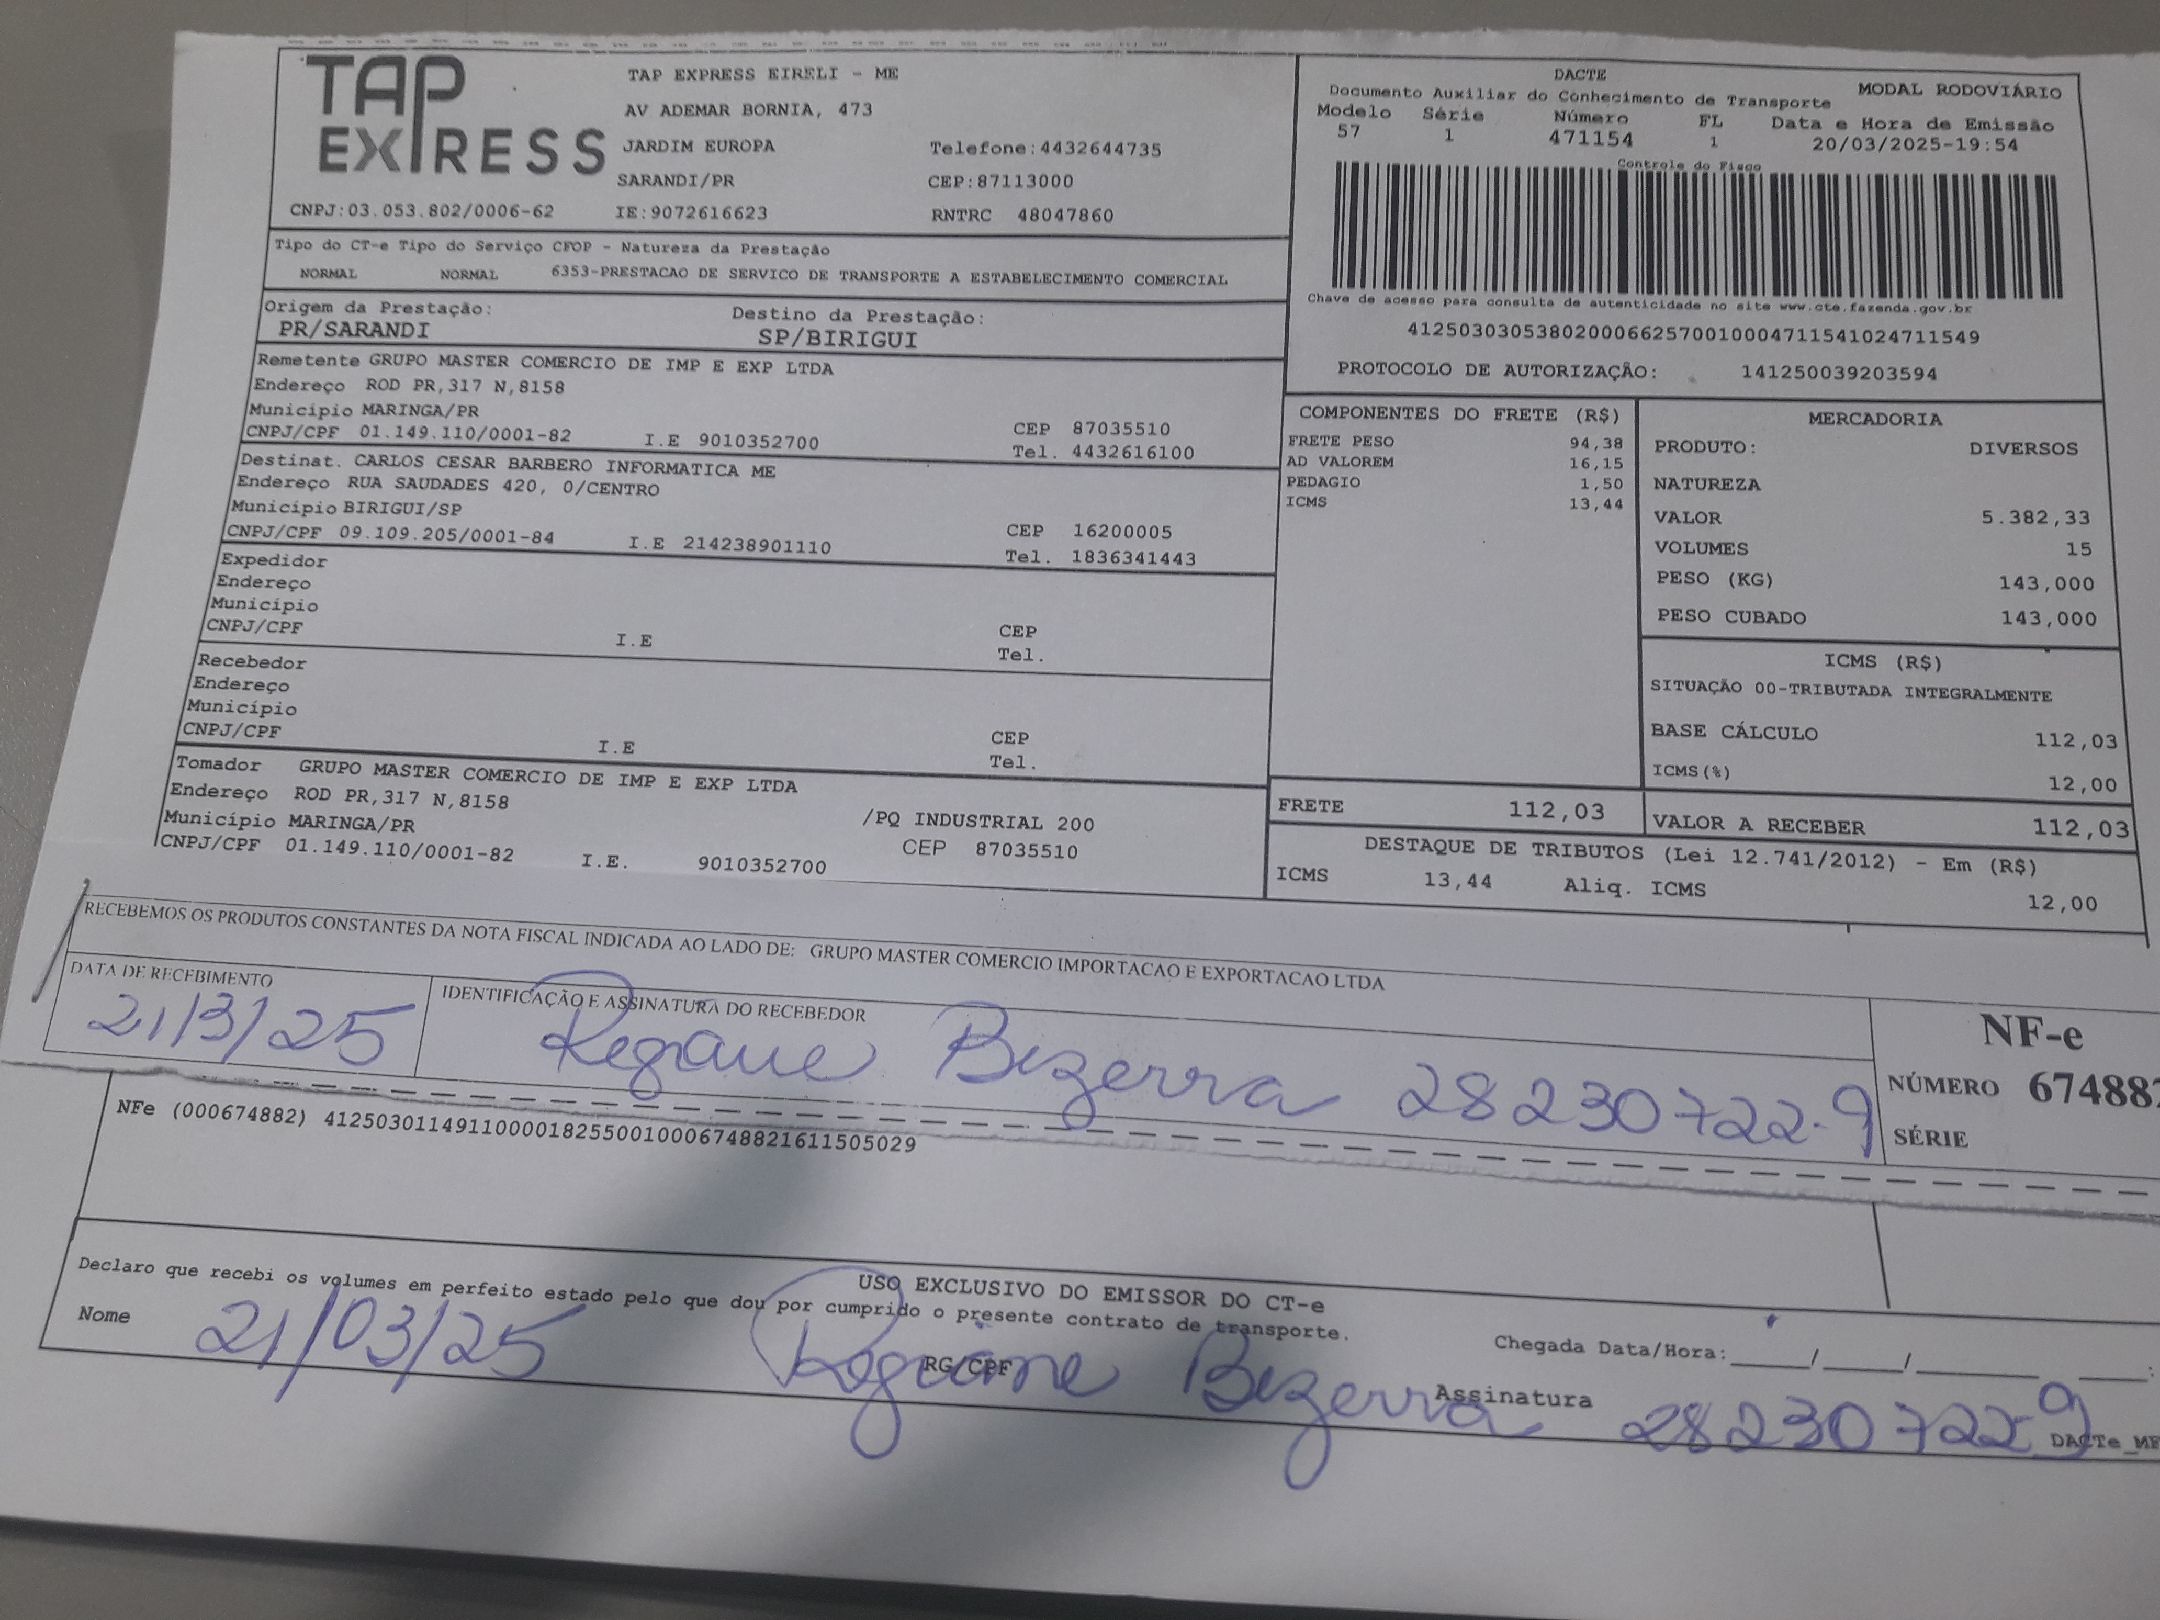 TAP EXPRESS
TAP EXPRESS EIRELI - ME
AV ADEMAR BORNIA, 473
JARDIM EUROPA Telefone:4432644735
SARANDI/PR CEP:87113000
CNPJ:03.053.802/0006-62 IE:9072616623 RNTRC 48047860
DACTE
Documento Auxiliar do Conhecimento de Transporte MODAL RODOVIÁRIO
Modelo Série Número FL Data e Hora de Emissão
57 1 471154 1 20/03/2025-19:54
Controle do Fisco
Chave de acesso para consulta de autenticidade no site www.cte.fazenda.gov.br
41250303053802000662570010004711541024711549
PROTOCOLO DE AUTORIZAÇÃO: 141250039203594
Tipo do CT-e Tipo do Serviço CFOP - Natureza da Prestação
NORMAL NORMAL 6353-PRESTACAO DE SERVICO DE TRANSPORTE A ESTABELECIMENTO COMERCIAL
Origem da Prestação: Destino da Prestação:
PR/SARANDI SP/BIRIGUI
Remetente GRUPO MASTER COMERCIO DE IMP E EXP LTDA
Endereço ROD PR,317 N,8158
Município MARINGA/PR CEP 87035510
CNPJ/CPF 01.149.110/0001-82 I.E 9010352700 Tel. 4432616100
Destinat. CARLOS CESAR BARBERO INFORMATICA ME
Endereço RUA SAUDADES 420, 0/CENTRO
Município BIRIGUI/SP CEP 16200005
CNPJ/CPF 09.109.205/0001-84 I.E 214238901110 Tel. 1836341443
Expedidor
Endereço
Município CEP
CNPJ/CPF I.E Tel.
Recebedor
Endereço
Município CEP
CNPJ/CPF I.E Tel.
Tomador GRUPO MASTER COMERCIO DE IMP E EXP LTDA
Endereço ROD PR,317 N,8158 /PQ INDUSTRIAL 200
Município MARINGA/PR CEP 87035510
CNPJ/CPF 01.149.110/0001-82 I.E. 9010352700
COMPONENTES DO FRETE (R$)
FRETE PESO 94,38
AD VALOREM 16,15
PEDAGIO 1,50
ICMS 13,44
MERCADORIA
PRODUTO: DIVERSOS
NATUREZA
VALOR 5.382,33
VOLUMES 15
PESO (KG) 143,000
PESO CUBADO 143,000
ICMS (R$)
SITUAÇÃO 00-TRIBUTADA INTEGRALMENTE
BASE CÁLCULO 112,03
ICMS(%) 12,00
FRETE 112,03 VALOR A RECEBER 112,03
DESTAQUE DE TRIBUTOS (Lei 12.741/2012) - Em (R$)
ICMS 13,44 Aliq. ICMS 12,00
RECEBEMOS OS PRODUTOS CONSTANTES DA NOTA FISCAL INDICADA AO LADO DE: GRUPO MASTER COMERCIO IMPORTACAO E EXPORTACAO LTDA
DATA DE RECEBIMENTO IDENTIFICAÇÃO E ASSINATURA DO RECEBEDOR
21/3/25 Regiane Bezerra 28230722-9
NF-e
NÚMERO 674882
SÉRIE
NFe (000674882) 41250301149110000182550010006748821611505029
USO EXCLUSIVO DO EMISSOR DO CT-e
Declaro que recebi os volumes em perfeito estado pelo que dou por cumprido o presente contrato de transporte.
Nome RG/CPF Assinatura Chegada Data/Hora:____/____/______ ____:
21/03/25 Regiane Bezerra 28230722-9
DACTe_ME